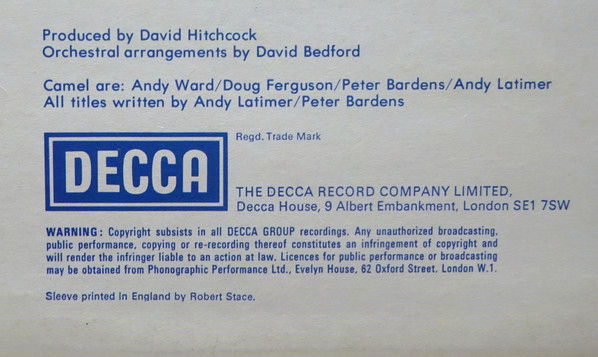 Produced by David Hitchcock
Orchestral arrangements by David Bedford
Camel are: Andy Ward/Doug Ferguson/Peter Bardens/Andy Latimer
All titles written by Andy Latimer/Peter Bardens
Regd. Trade Mark
DECCA
THE DECCA RECORD COMPANY LIMITED,
Decca House, 9 Albert Embankment, London SE1 7SW
WARNING: Copyright subsists in all DECCA GROUP recordings. Any unauthorized broadcasting,
public performance, copying or re-recording thereof constitutes an infringement of copyright and
will render the infringer liable to an action at law. Licences for public performance or broadcasting
may be obtained from Phonographic Performance Ltd., Evelyn House, 62 Oxford Street. London W.1.
Sleeve printed in England by Robert Stace.